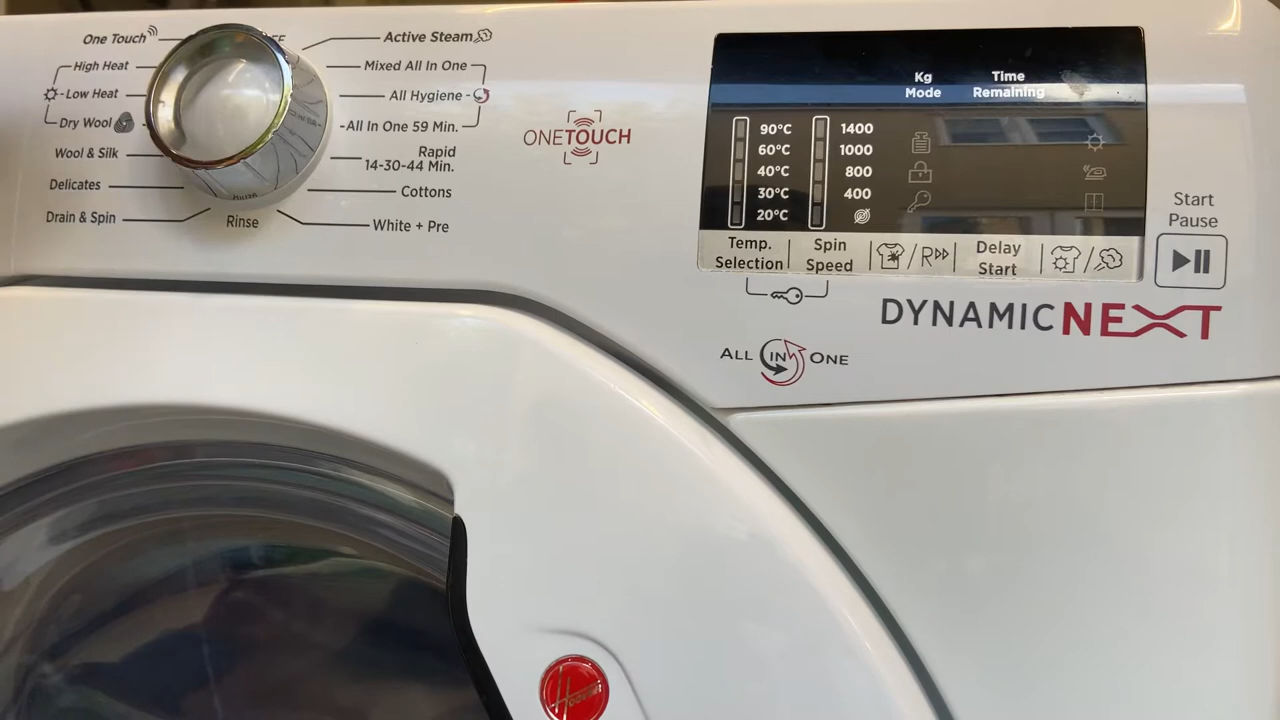 One Touch
High Heat
Low Heat
Dry Wool
Wool & Silk
Delicates
Drain & Spin
Rinse
Active Steam
Mixed All In One
All Hygiene
All In One 59 Min.
Rapid
14-30-44 Min.
Cottons
White + Pre
ONETOUCH
Kg
Mode
Time
Remaining
90°C 1400
60°C 1000
40°C 800
30°C 400
20°C
Temp.
Selection
Spin
Speed
R
Delay
Start
Start
Pause
DYNAMICNEXT
ALL IN ONE
Hoover